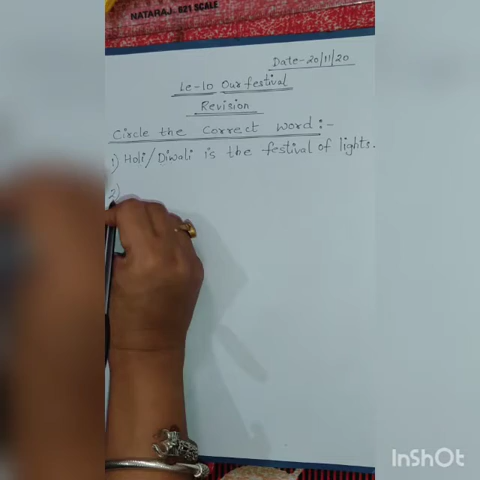 NATARAJ 621 SCALE
Date-20/11/20
Le-10 Our festival
Revision
Circle the Correct word:-
1) Holi/Diwali is the festival of lights.
2)
InShOt